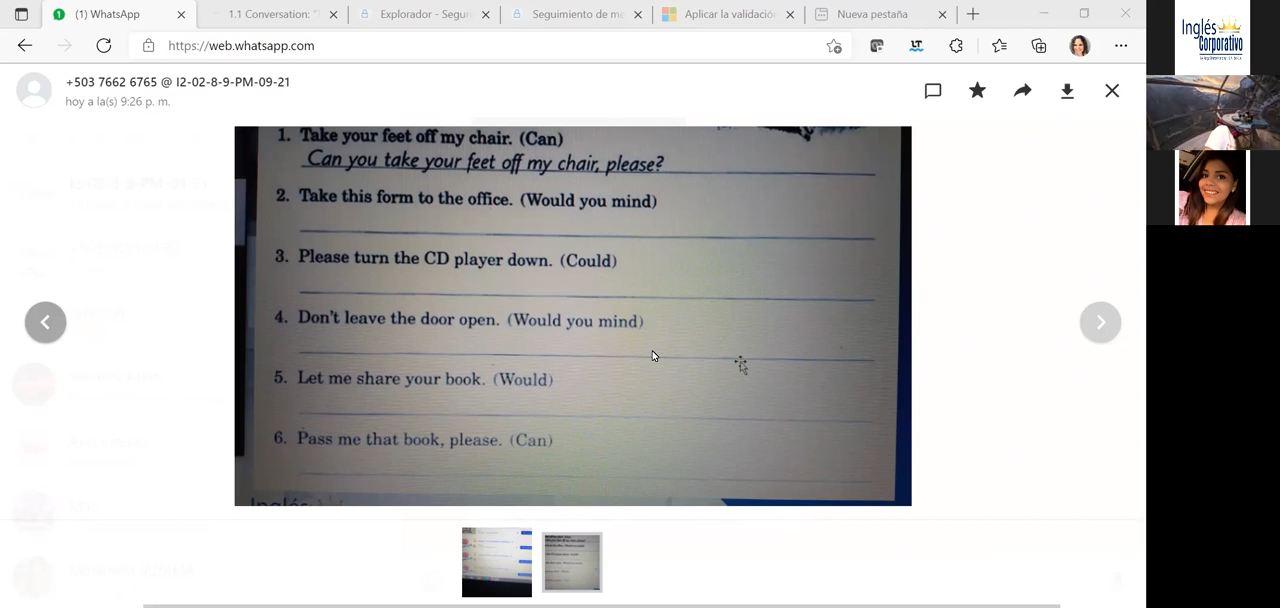 (1) WhatsApp
1.1 Conversation: "
Explorador - Segur
Seguimiento de me
Aplicar la validación
Nueva pestaña
https://web.whatsapp.com
+503 7662 6765 @ I2-02-8-9-PM-09-21
hoy a la(s) 9:26 p. m.
1. Take your feet off my chair. (Can)
Can you take your feet off my chair, please?
2. Take this form to the office. (Would you mind)
3. Please turn the CD player down. (Could)
4. Don't leave the door open. (Would you mind)
5. Let me share your book. (Would)
6. Pass me that book, please. (Can)
Inglés
Corporativo